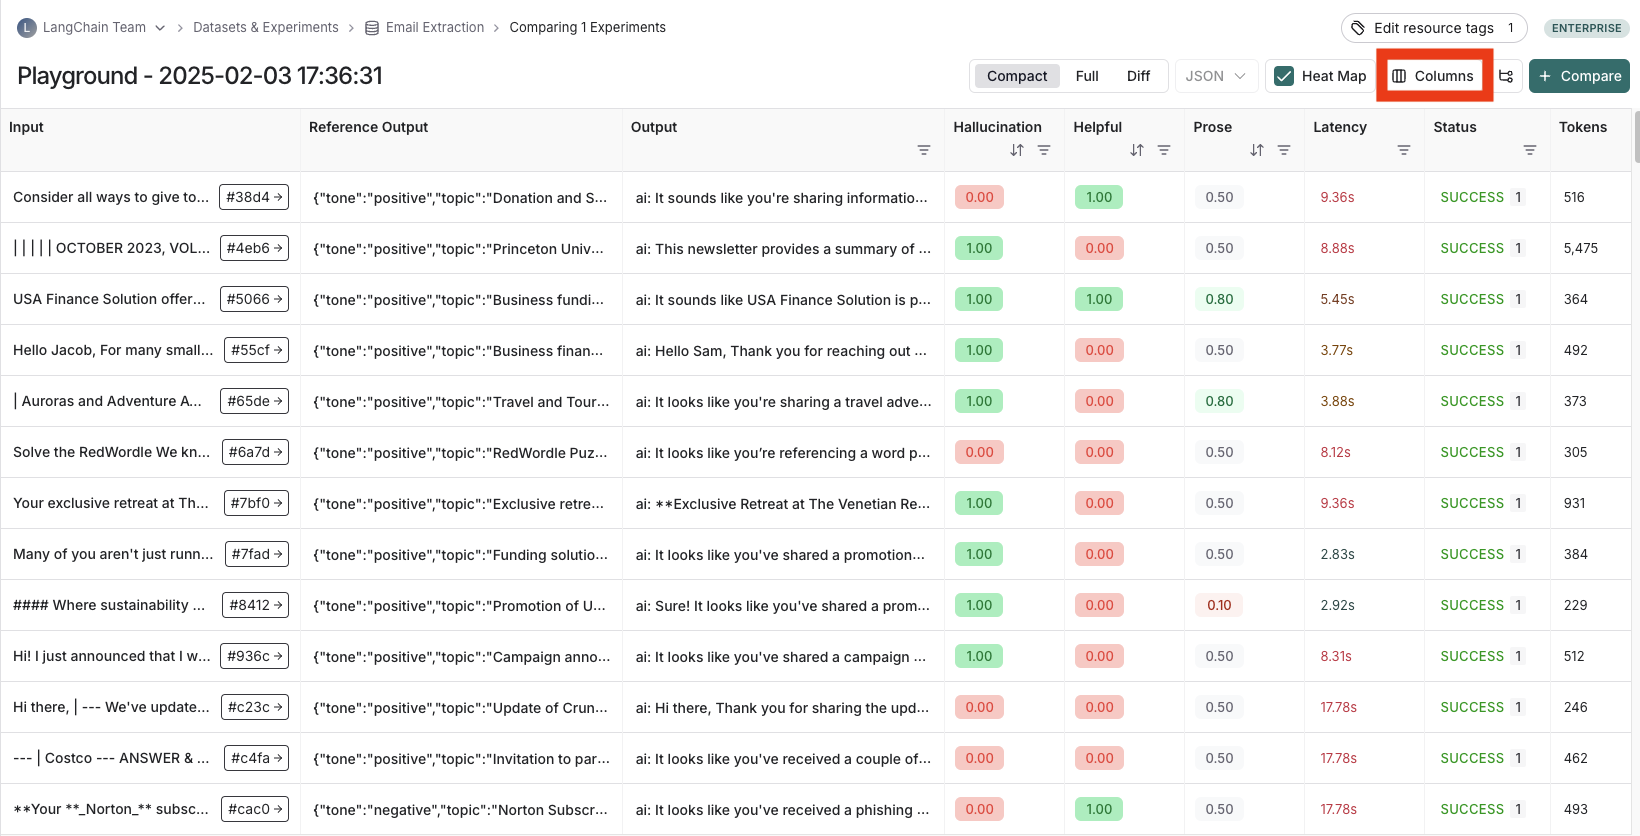 L LangChain Team > Datasets & Experiments > Email Extraction > Comparing 1 Experiments Edit resource tags 1 ENTERPRISE
Playground - 2025-02-03 17:36:31 Compact Full Diff JSON Heat Map Columns + Compare
Input Reference Output Output Hallucination Helpful Prose Latency Status Tokens
Consider all ways to give to... #38d4 → {"tone":"positive","topic":"Donation and S... ai: It sounds like you're sharing informatio... 0.00 1.00 0.50 9.36s SUCCESS 1 516
| | | | | OCTOBER 2023, VOL... #4eb6 → {"tone":"positive","topic":"Princeton Univ... ai: This newsletter provides a summary of ... 1.00 0.00 0.50 8.88s SUCCESS 1 5,475
USA Finance Solution offer... #5066 → {"tone":"positive","topic":"Business fundi... ai: It sounds like USA Finance Solution is p... 1.00 1.00 0.80 5.45s SUCCESS 1 364
Hello Jacob, For many small... #55cf → {"tone":"positive","topic":"Business finan... ai: Hello Sam, Thank you for reaching out ... 1.00 0.00 0.50 3.77s SUCCESS 1 492
| Auroras and Adventure A... #65de → {"tone":"positive","topic":"Travel and Tour... ai: It looks like you're sharing a travel adve... 1.00 0.00 0.80 3.88s SUCCESS 1 373
Solve the RedWordle We kn... #6a7d → {"tone":"positive","topic":"RedWordle Puz... ai: It looks like you’re referencing a word p... 0.00 0.00 0.50 8.12s SUCCESS 1 305
Your exclusive retreat at Th... #7bf0 → {"tone":"positive","topic":"Exclusive retre... ai: **Exclusive Retreat at The Venetian Re... 1.00 0.00 0.50 9.36s SUCCESS 1 931
Many of you aren't just runn... #7fad → {"tone":"positive","topic":"Funding solutio... ai: It looks like you've shared a promotion... 1.00 0.00 0.50 2.83s SUCCESS 1 384
#### Where sustainability ... #8412 → {"tone":"positive","topic":"Promotion of U... ai: Sure! It looks like you've shared a prom... 1.00 0.00 0.10 2.92s SUCCESS 1 229
Hi! I just announced that I w... #936c → {"tone":"positive","topic":"Campaign anno... ai: It looks like you've shared a campaign ... 1.00 0.00 0.50 8.31s SUCCESS 1 512
Hi there, | --- We've update... #c23c → {"tone":"positive","topic":"Update of Crun... ai: Hi there, Thank you for sharing the upd... 0.00 0.00 0.50 17.78s SUCCESS 1 246
--- | Costco --- ANSWER & ... #c4fa → {"tone":"positive","topic":"Invitation to par... ai: It looks like you've received a couple of... 0.00 0.00 0.50 17.78s SUCCESS 1 462
**Your **_Norton_** subsc... #cac0 → {"tone":"negative","topic":"Norton Subscr... ai: It looks like you've received a phishing ... 0.00 1.00 0.50 17.78s SUCCESS 1 493